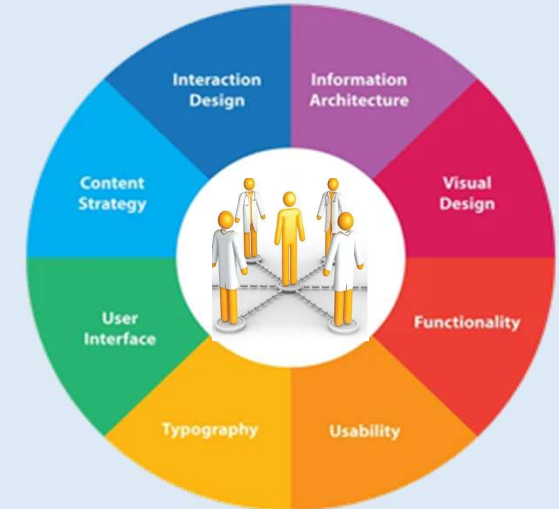 Interaction
Design
Information
Architecture
Visual
Design
Functionality
Usability
Typography
User
Interface
Content
Strategy